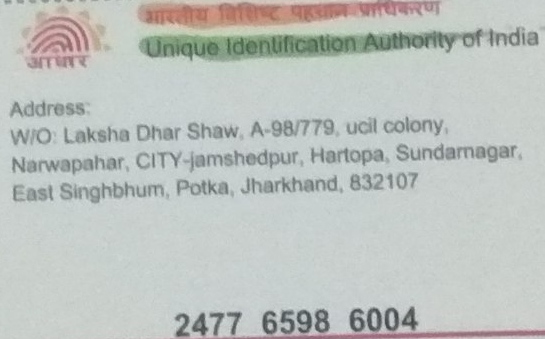 भारतीय विशिष्ट पहचान प्राधिकरण
Unique Identification Authority of India
आधार
Address:
W/O: Laksha Dhar Shaw, A-98/779, ucil colony,
Narwapahar, CITY-jamshedpur, Hartopa, Sundarnagar,
East Singhbhum, Potka, Jharkhand, 832107
2477 6598 6004